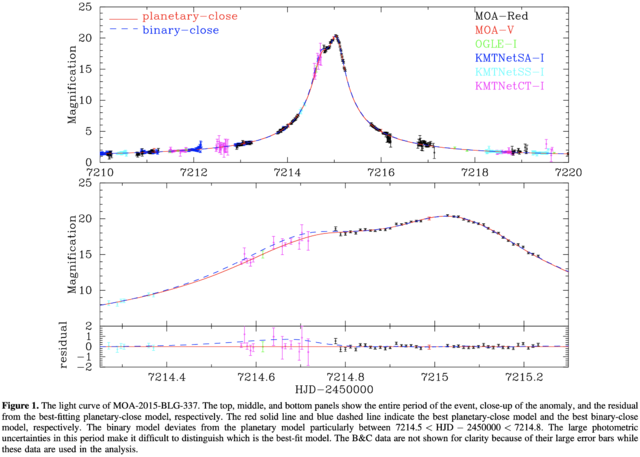 planetary-close
binary-close
MOA-Red
MOA-V
OGLE-I
KMTNetSA-I
KMTNetSS-I
KMTNetCT-I
Magnification
25
20
15
10
5
0
7210
7212
7214
7216
7218
7220
Magnification
20
15
10
residual
2
1
0
-1
-2
7214.4
7214.6
7214.8
7215
7215.2
HJD-2450000
Figure 1. The light curve of MOA-2015-BLG-337. The top, middle, and bottom panels show the entire period of the event, close-up of the anomaly, and the residual
from the best-fitting planetary-close model, respectively. The red solid line and blue dashed line indicate the best planetary-close model and the best binary-close
model, respectively. The binary model deviates from the planetary model particularly between 7214.5 < HJD − 2450000 < 7214.8. The large photometric
uncertainties in this period make it difficult to distinguish which is the best-fit model. The B&C data are not shown for clarity because of their large error bars while
these data are used in the analysis.